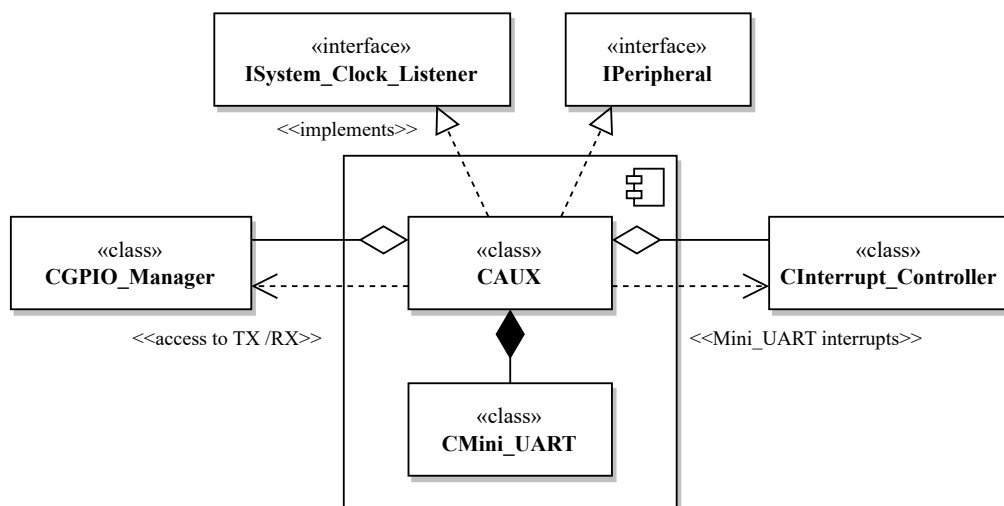 «interface»
ISystem_Clock_Listener
«interface»
IPeripheral
<<implements>>
«class»
CGPIO_Manager
«class»
CAUX
«class»
CInterrupt_Controller
<<access to TX /RX>>
<<Mini_UART interrupts>>
«class»
CMini_UART